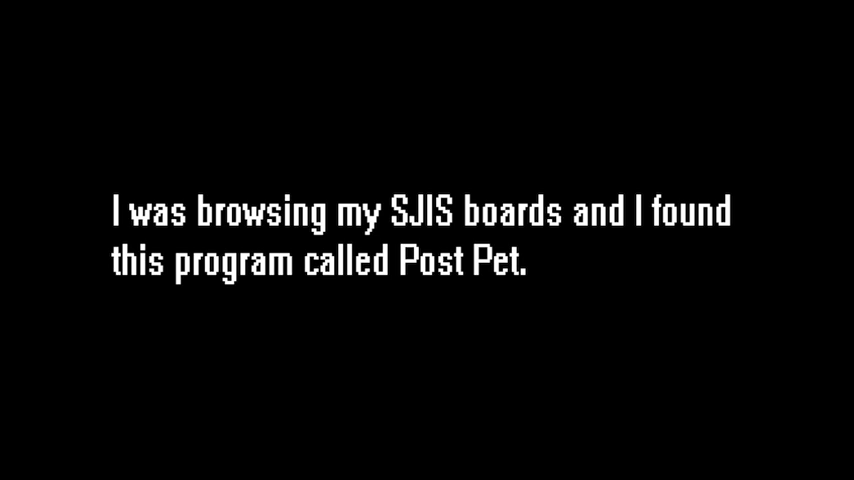 I was browsing my SJIS boards and I found
this program called Post Pet.